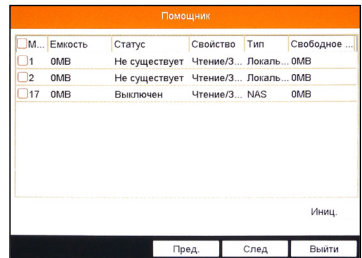 Помощник
М... Емкость Статус Свойство Тип Свободное ...
1 0MB Не существует Чтение/З... Локаль... 0MB
2 0MB Не существует Чтение/З... Локаль... 0MB
17 0MB Выключен Чтение/З... NAS 0MB
Иниц.
Пред. След Выйти